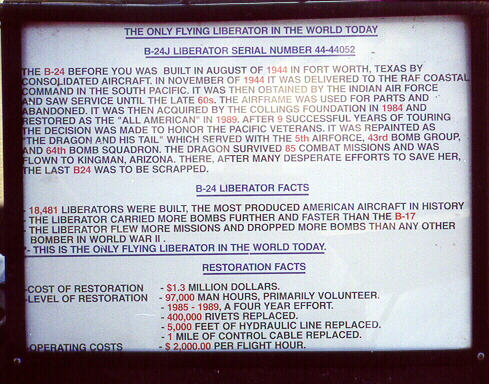 THE ONLY FLYING LIBERATOR IN THE WORLD TODAY
B-24J LIBERATOR SERIAL NUMBER 44-44052
THE B-24 BEFORE YOU WAS BUILT IN AUGUST OF 1944 IN FORT WORTH, TEXAS BY
CONSOLIDATED AIRCRAFT. IN NOVEMBER OF 1944 IT WAS DELIVERED TO THE RAF COASTAL
COMMAND IN THE SOUTH PACIFIC. IT WAS THEN OBTAINED BY THE INDIAN AIR FORCE
AND SAW SERVICE UNTIL THE LATE 60s. THE AIRFRAME WAS USED FOR PARTS AND
ABANDONED. IT WAS THEN ACQUIRED BY THE COLLINGS FOUNDATION IN 1984 AND
RESTORED AS THE "ALL AMERICAN" IN 1989. AFTER 9 SUCCESSFUL YEARS OF TOURING
THE DECISION WAS MADE TO HONOR THE PACIFIC VETERANS. IT WAS REPAINTED AS
"THE DRAGON AND HIS TAIL" WHICH SERVED WITH THE 5th AIRFORCE, 43rd BOMB GROUP,
and 64th BOMB SQUADRON. THE DRAGON SURVIVED 85 COMBAT MISSIONS AND WAS
FLOWN TO KINGMAN, ARIZONA. THERE, AFTER MANY DESPERATE EFFORTS TO SAVE HER,
THE LAST B24 WAS TO BE SCRAPPED.
B-24 LIBERATOR FACTS
- 18,481 LIBERATORS WERE BUILT, THE MOST PRODUCED AMERICAN AIRCRAFT IN HISTORY
- THE LIBERATOR CARRIED MORE BOMBS FURTHER AND FASTER THAN THE B-17
- THE LIBERATOR FLEW MORE MISSIONS AND DROPPED MORE BOMBS THAN ANY OTHER
BOMBER IN WORLD WAR II .
*- THIS IS THE ONLY FLYING LIBERATOR IN THE WORLD TODAY.
RESTORATION FACTS
-COST OF RESTORATION - $1.3 MILLION DOLLARS.
-LEVEL OF RESTORATION - 97,000 MAN HOURS, PRIMARILY VOLUNTEER.
- 1985 - 1989, A FOUR YEAR EFFORT.
- 400,000 RIVETS REPLACED.
- 5,000 FEET OF HYDRAULIC LINE REPLACED.
- 1 MILE OF CONTROL CABLE REPLACED.
-OPERATING COSTS - $ 2,000.00 PER FLIGHT HOUR.